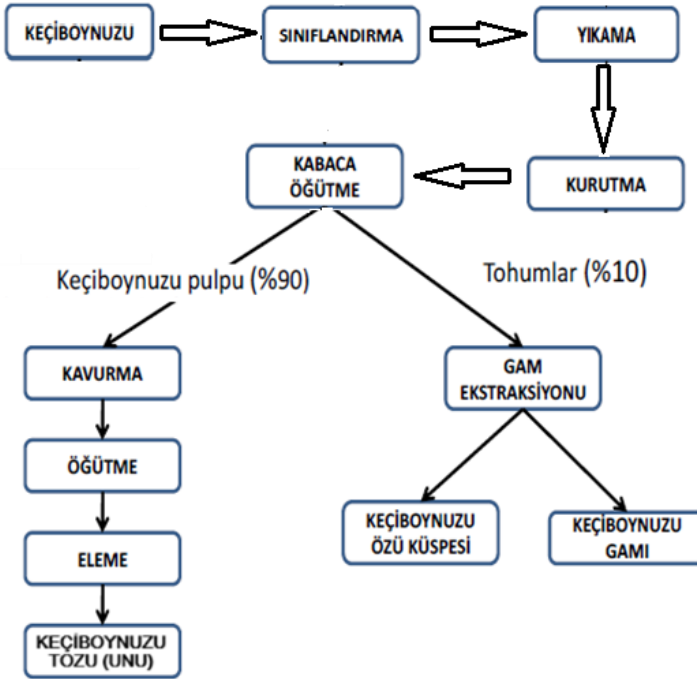 KEÇİBOYNUZU
SINIFLANDIRMA
YIKAMA
KABACA
ÖĞÜTME
KURUTMA
Keçiboynuzu pulpu (%90)
Tohumlar (%10)
KAVURMA
GAM
EKSTRAKSİYONU
ÖĞÜTME
KEÇİBOYNUZU
ÖZÜ KÜSPESİ
KEÇİBOYNUZU
GAMI
ELEME
KEÇİBOYNUZU
TOZU (UNU)